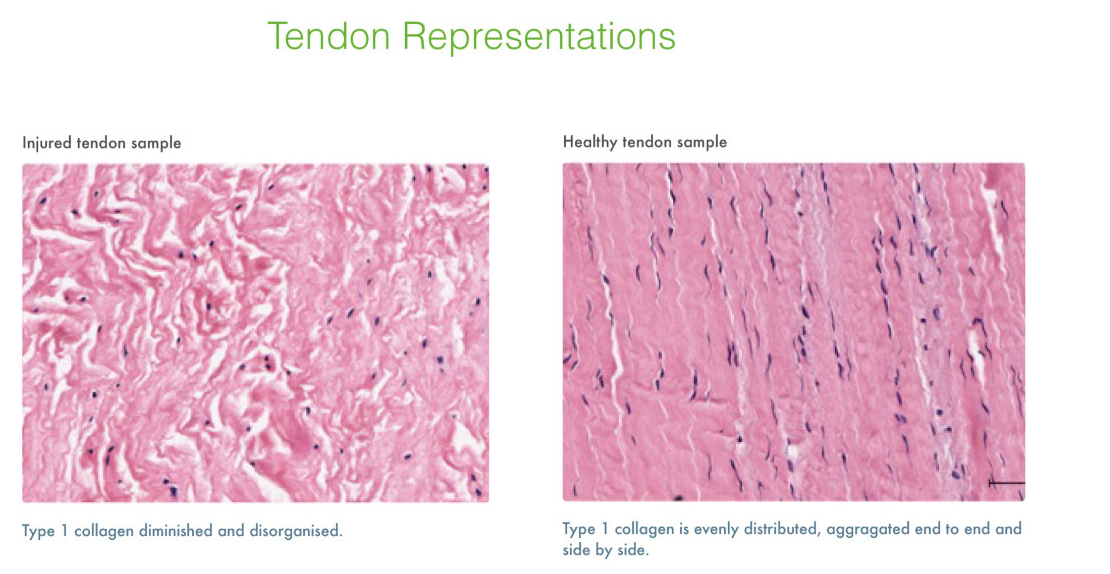 Tendon Representations
Injured tendon sample
Healthy tendon sample
Type 1 collagen diminished and disorganised.
Type 1 collagen is evenly distributed, aggragated end to end and
side by side.